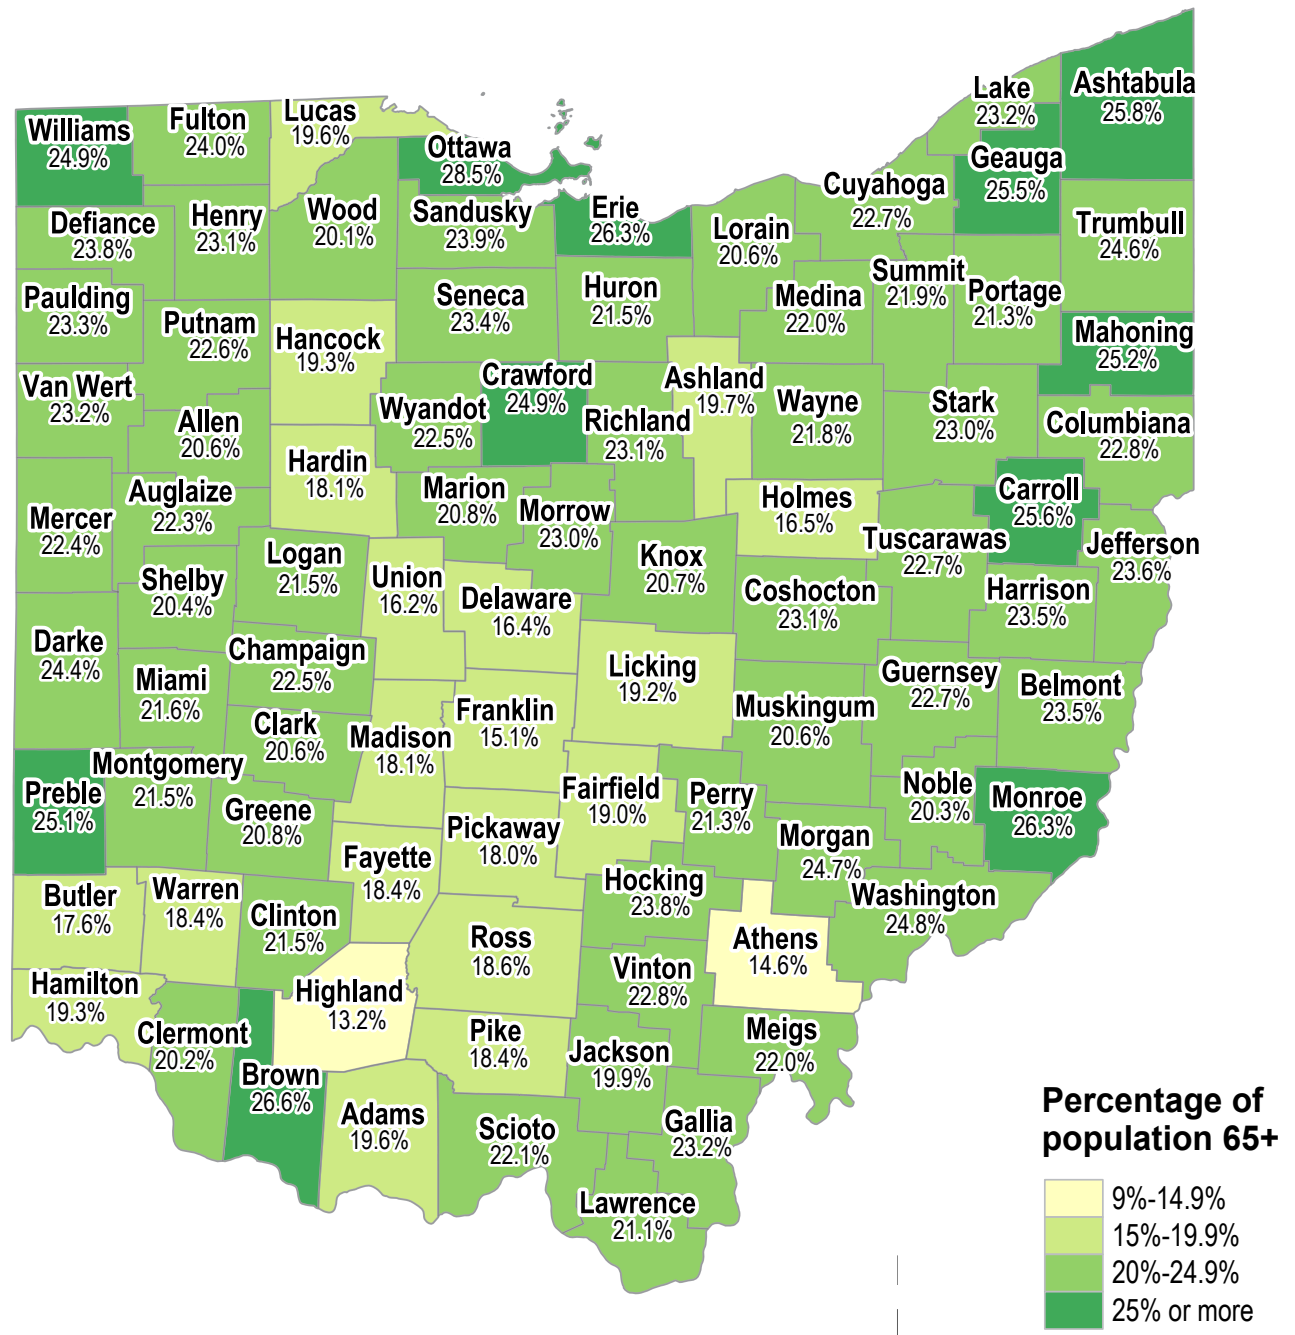 Williams
24.9%
Fulton
24.0%
Lucas
19.6%
Ottawa
28.5%
Lake
23.2%
Ashtabula
25.8%
Geauga
25.5%
Cuyahoga
22.7%
Defiance
23.8%
Henry
23.1%
Wood
20.1%
Sandusky
23.9%
Erie
26.3%
Lorain
20.6%
Trumbull
24.6%
Paulding
23.3%
Putnam
22.6%
Hancock
19.3%
Seneca
23.4%
Huron
21.5%
Medina
22.0%
Summit
21.9%
Portage
21.3%
Mahoning
25.2%
Van Wert
23.2%
Allen
20.6%
Wyandot
22.5%
Crawford
24.9%
Richland
23.1%
Ashland
19.7%
Wayne
21.8%
Stark
23.0%
Columbiana
22.8%
Hardin
18.1%
Mercer
22.4%
Auglaize
22.3%
Marion
20.8%
Morrow
23.0%
Holmes
16.5%
Carroll
25.6%
Tuscarawas
22.7%
Jefferson
23.6%
Logan
21.5%
Shelby
20.4%
Union
16.2%
Delaware
16.4%
Knox
20.7%
Coshocton
23.1%
Harrison
23.5%
Darke
24.4%
Miami
21.6%
Champaign
22.5%
Licking
19.2%
Guernsey
22.7%
Belmont
23.5%
Muskingum
20.6%
Clark
20.6%
Madison
18.1%
Franklin
15.1%
Preble
25.1%
Montgomery
21.5%
Greene
20.8%
Fairfield
19.0%
Perry
21.3%
Noble
20.3%
Monroe
26.3%
Pickaway
18.0%
Morgan
24.7%
Fayette
18.4%
Butler
17.6%
Warren
18.4%
Clinton
21.5%
Hocking
23.8%
Washington
24.8%
Ross
18.6%
Athens
14.6%
Vinton
22.8%
Hamilton
19.3%
Highland
13.2%
Clermont
20.2%
Pike
18.4%
Jackson
19.9%
Meigs
22.0%
Brown
26.6%
Adams
19.6%
Scioto
22.1%
Gallia
23.2%
Lawrence
21.1%
Percentage of
population 65+
9%-14.9%
15%-19.9%
20%-24.9%
25% or more